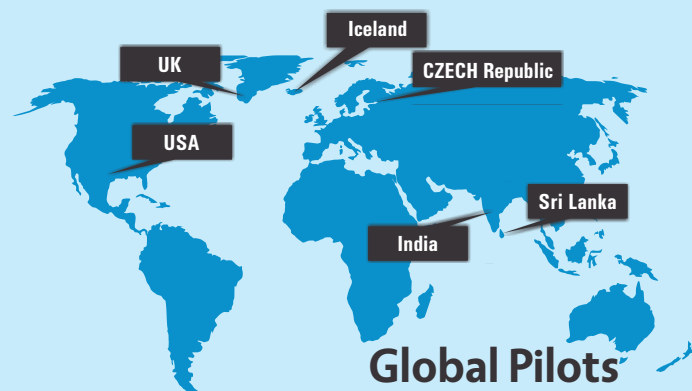 Iceland
UK
CZECH Republic
USA
Sri Lanka
India
Global Pilots